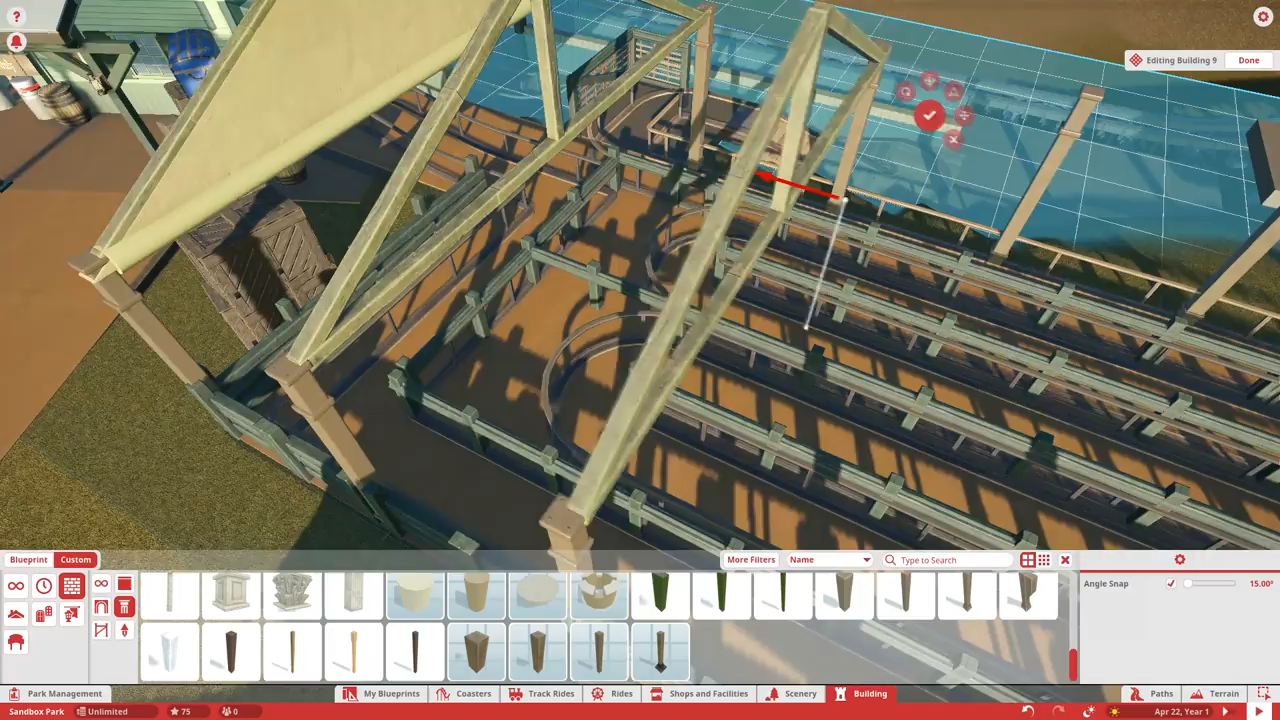 ?
Editing Building 9
Done
Blueprint
Custom
More Filters
Name
Type to Search
Angle Snap
15.00°
Park Management
My Blueprints
Coasters
Track Rides
Rides
Shops and Facilities
Scenery
Building
Paths
Terrain
Sandbox Park
Unlimited
75
0
Apr 22, Year 1